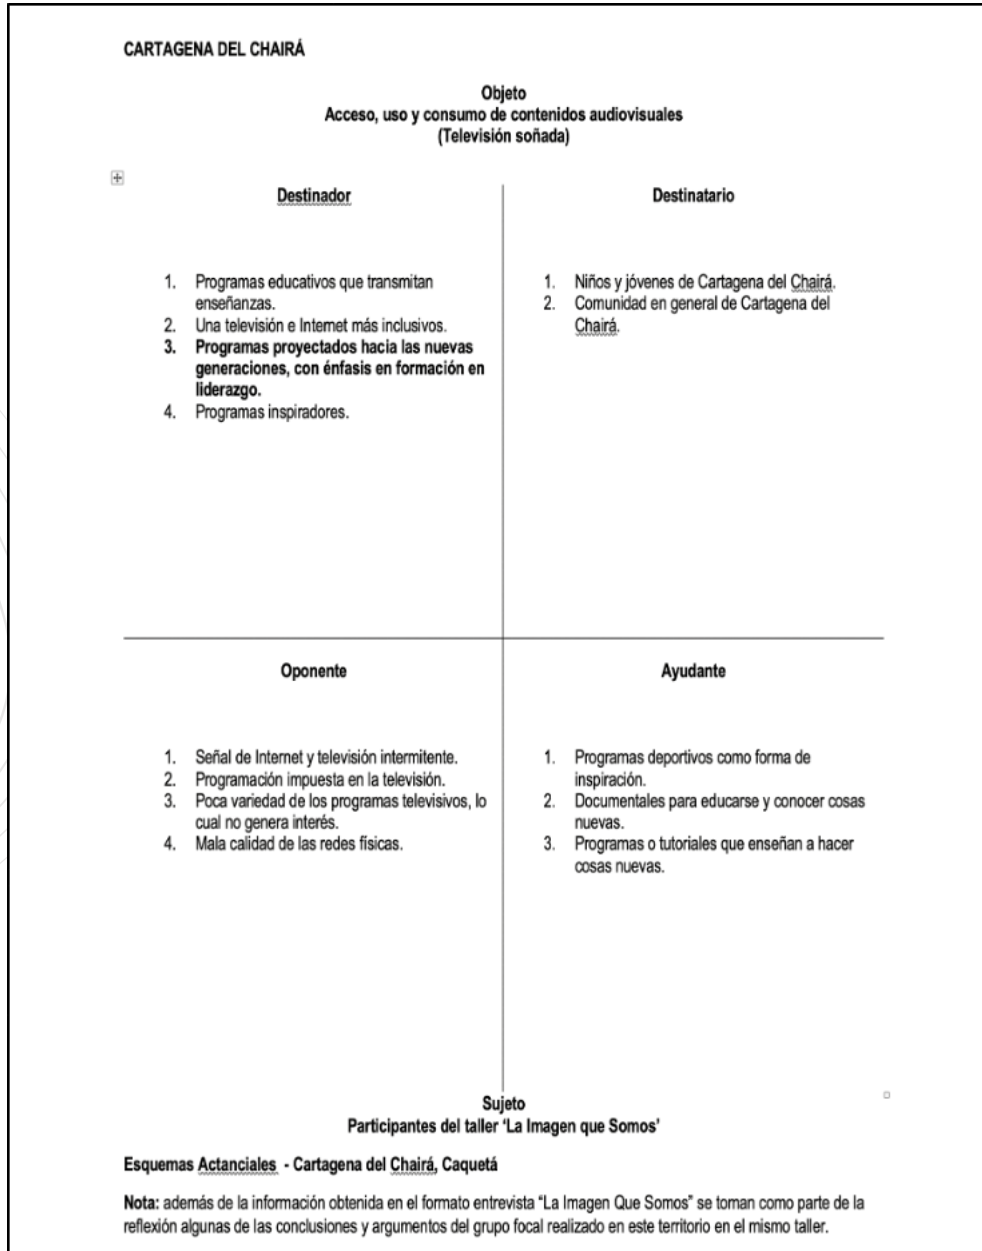 CARTAGENA DEL CHAIRÁ
Objeto
Acceso, uso y consumo de contenidos audiovisuales
(Televisión soñada)
Destinador
1. Programas educativos que transmitan
enseñanzas.
2. Una televisión e Internet más inclusivos.
3. Programas proyectados hacia las nuevas
generaciones, con énfasis en formación en
liderazgo.
4. Programas inspiradores.
Destinatario
1. Niños y jóvenes de Cartagena del Chairá.
2. Comunidad en general de Cartagena del
Chairá.
Oponente
1. Señal de Internet y televisión intermitente.
2. Programación impuesta en la televisión.
3. Poca variedad de los programas televisivos, lo
cual no genera interés.
4. Mala calidad de las redes físicas.
Ayudante
1. Programas deportivos como forma de
inspiración.
2. Documentales para educarse y conocer cosas
nuevas.
3. Programas o tutoriales que enseñan a hacer
cosas nuevas.
Sujeto
Participantes del taller ‘La Imagen que Somos’
Esquemas Actanciales - Cartagena del Chairá, Caquetá
Nota: además de la información obtenida en el formato entrevista “La Imagen Que Somos” se toman como parte de la
reflexión algunas de las conclusiones y argumentos del grupo focal realizado en este territorio en el mismo taller.